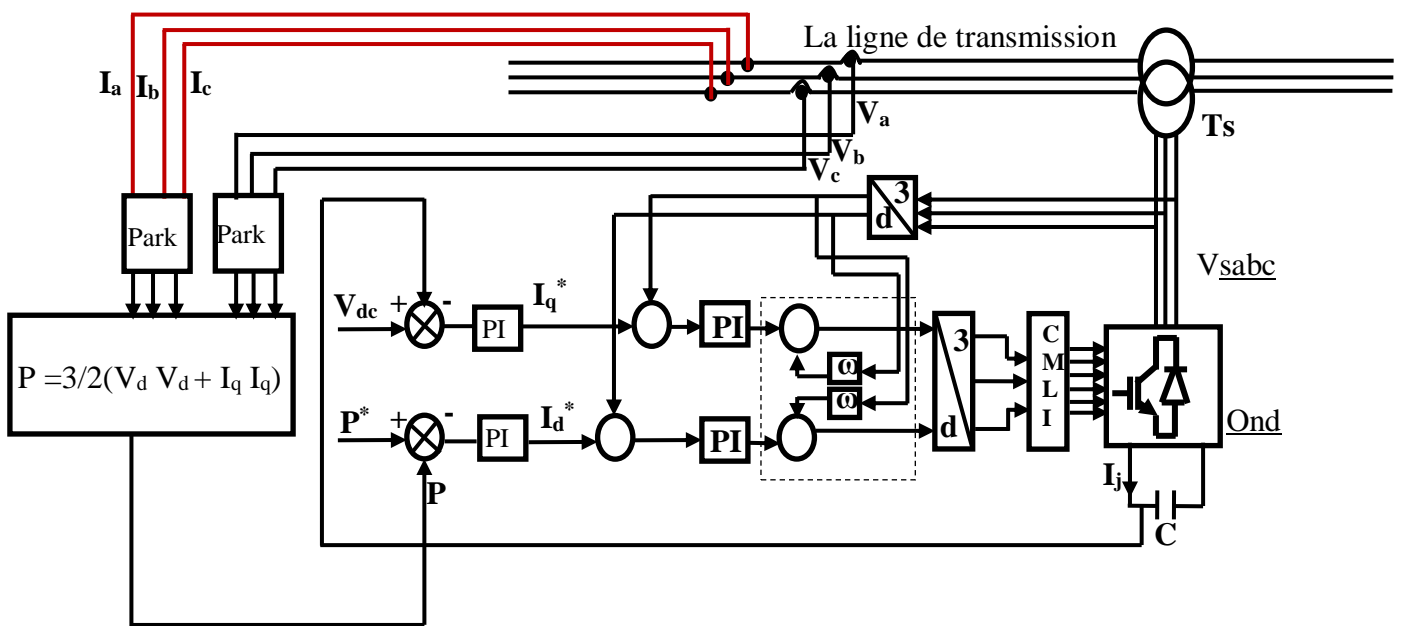 La ligne de transmission
Ia Ib Ic
Va
Vb
Vc
Ts
Park Park
3
d
Vsabc
Vdc + - PI Iq* PI
P =3/2(Vd Vd + Iq Iq)
ω
ω
3
d
C
M
L
I
P* + - PI Id* PI
P
Ond
Ij
C